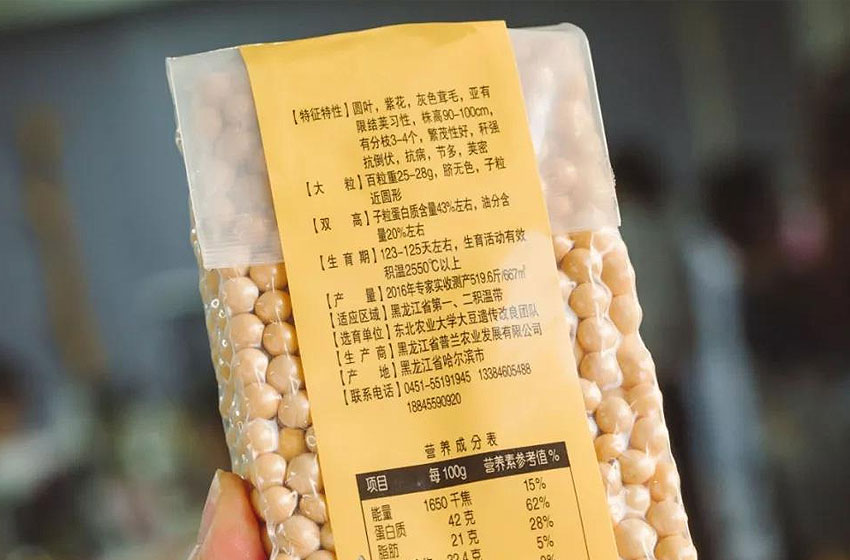 【特征特性】圆叶,紫花,灰色茸毛,亚有
限结荚习性,株高90-100cm,
有分枝3-4个,繁茂性好,秆强
抗倒伏,抗病,节多,荚密
【大 粒】百粒重25-28g,脐无色,子粒
近圆形
【双 高】子粒蛋白质含量43%左右,油分含
量20%左右
【生 育 期】123-125天左右,生育活动有效
积温2550℃以上
【产 量】2016年专家实收测产519.6斤/667㎡
【适应区域】黑龙江省第一、二积温带
【选育单位】东北农业大学大豆遗传改良团队
【生 产 商】黑龙江省普兰农业发展有限公司
【产 地】黑龙江省哈尔滨市
【联系电话】0451-55191945 13384605488
18845590920
营养成分表
项目 每100g 营养素参考值%
能量 1650千焦 15%
蛋白质 42克 62%
脂肪 21克 28%
22.4克 5%